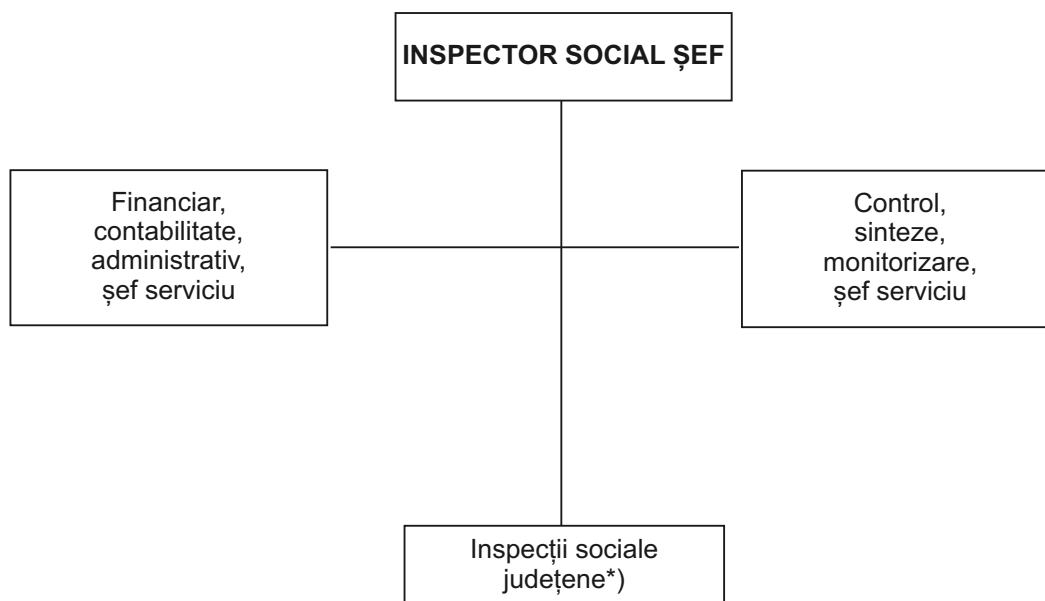 INSPECTOR SOCIAL ȘEF
Financiar,
contabilitate,
administrativ,
șef serviciu
Control,
sinteze,
monitorizare,
șef serviciu
Inspecții sociale
județene*)